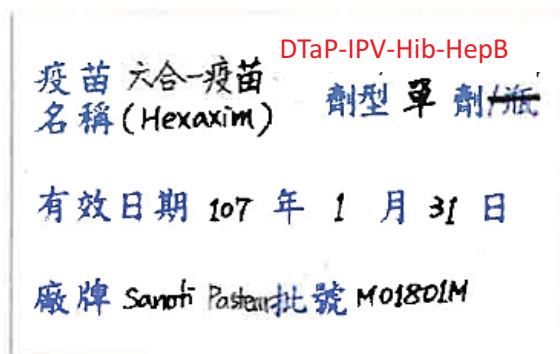 DTaP-IPV-Hib-HepB
疫苗 六合一疫苗
名稱 (Hexaxim) 劑型 單 劑/瓶
有效日期 107 年 1 月 31 日
廠牌 Sanofi Pasteur 批號 M01801M